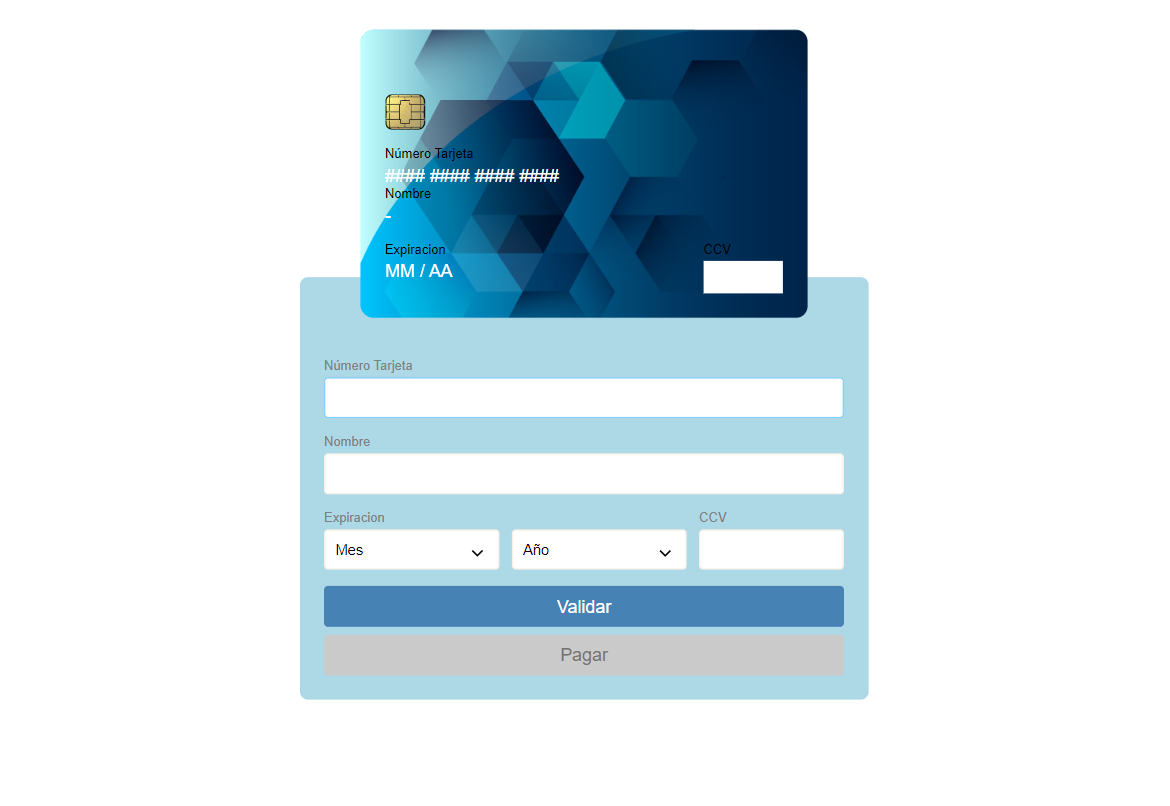 Número Tarjeta
#### #### #### ####
Nombre
-
Expiracion CCV
MM / AA
Número Tarjeta
Nombre
Expiracion CCV
Mes Año
Validar
Pagar